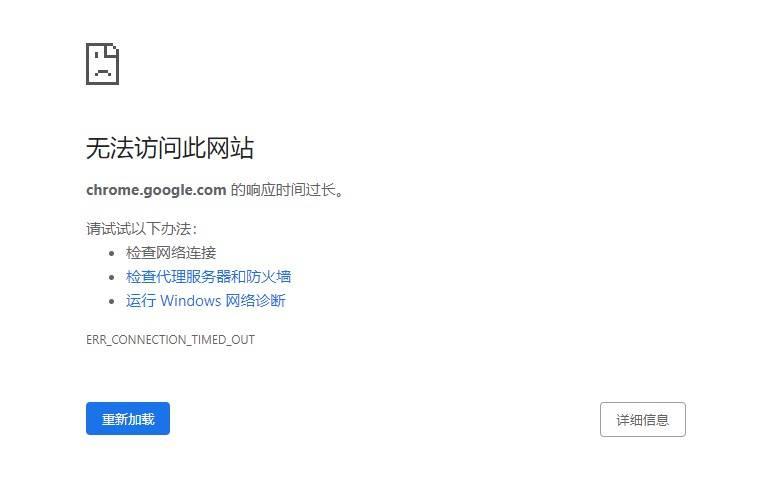 无法访问此网站
chrome.google.com 的响应时间过长。
请试试以下办法：
检查网络连接
检查代理服务器和防火墙
运行 Windows 网络诊断
ERR_CONNECTION_TIMED_OUT
重新加载
详细信息